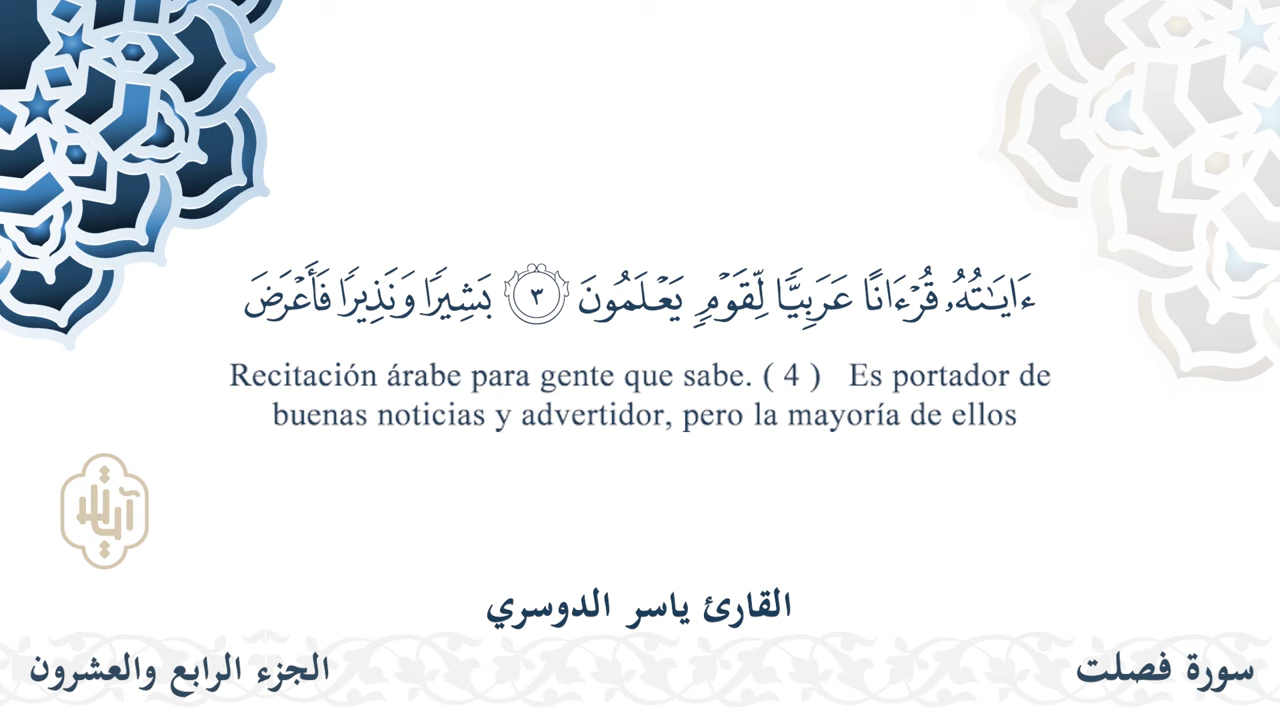 ءَايَـٰتُهُۥ قُرْءَانًا عَرَبِيًّا لِّقَوْمٍ يَعْلَمُونَ ٣ بَشِيرًا وَنَذِيرًا فَأَعْرَضَ
Recitación árabe para gente que sabe. ( 4 ) Es portador de
buenas noticias y advertidor, pero la mayoría de ellos
آيات
القارئ ياسر الدوسري
سورة فصلت
الجزء الرابع والعشرون